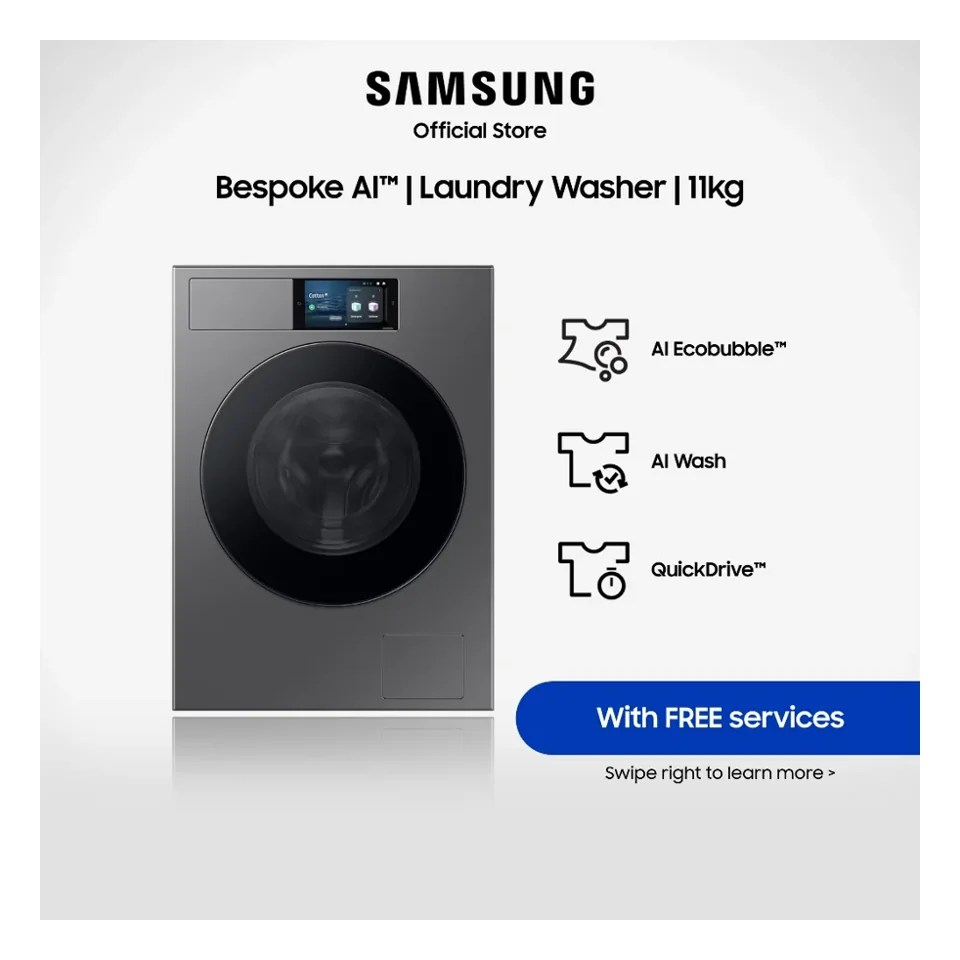 SAMSUNG
Official Store
Bespoke AI™ | Laundry Washer | 11kg
Cotton
AI Ecobubble™
AI Wash
QuickDrive™
With FREE services
Swipe right to learn more >